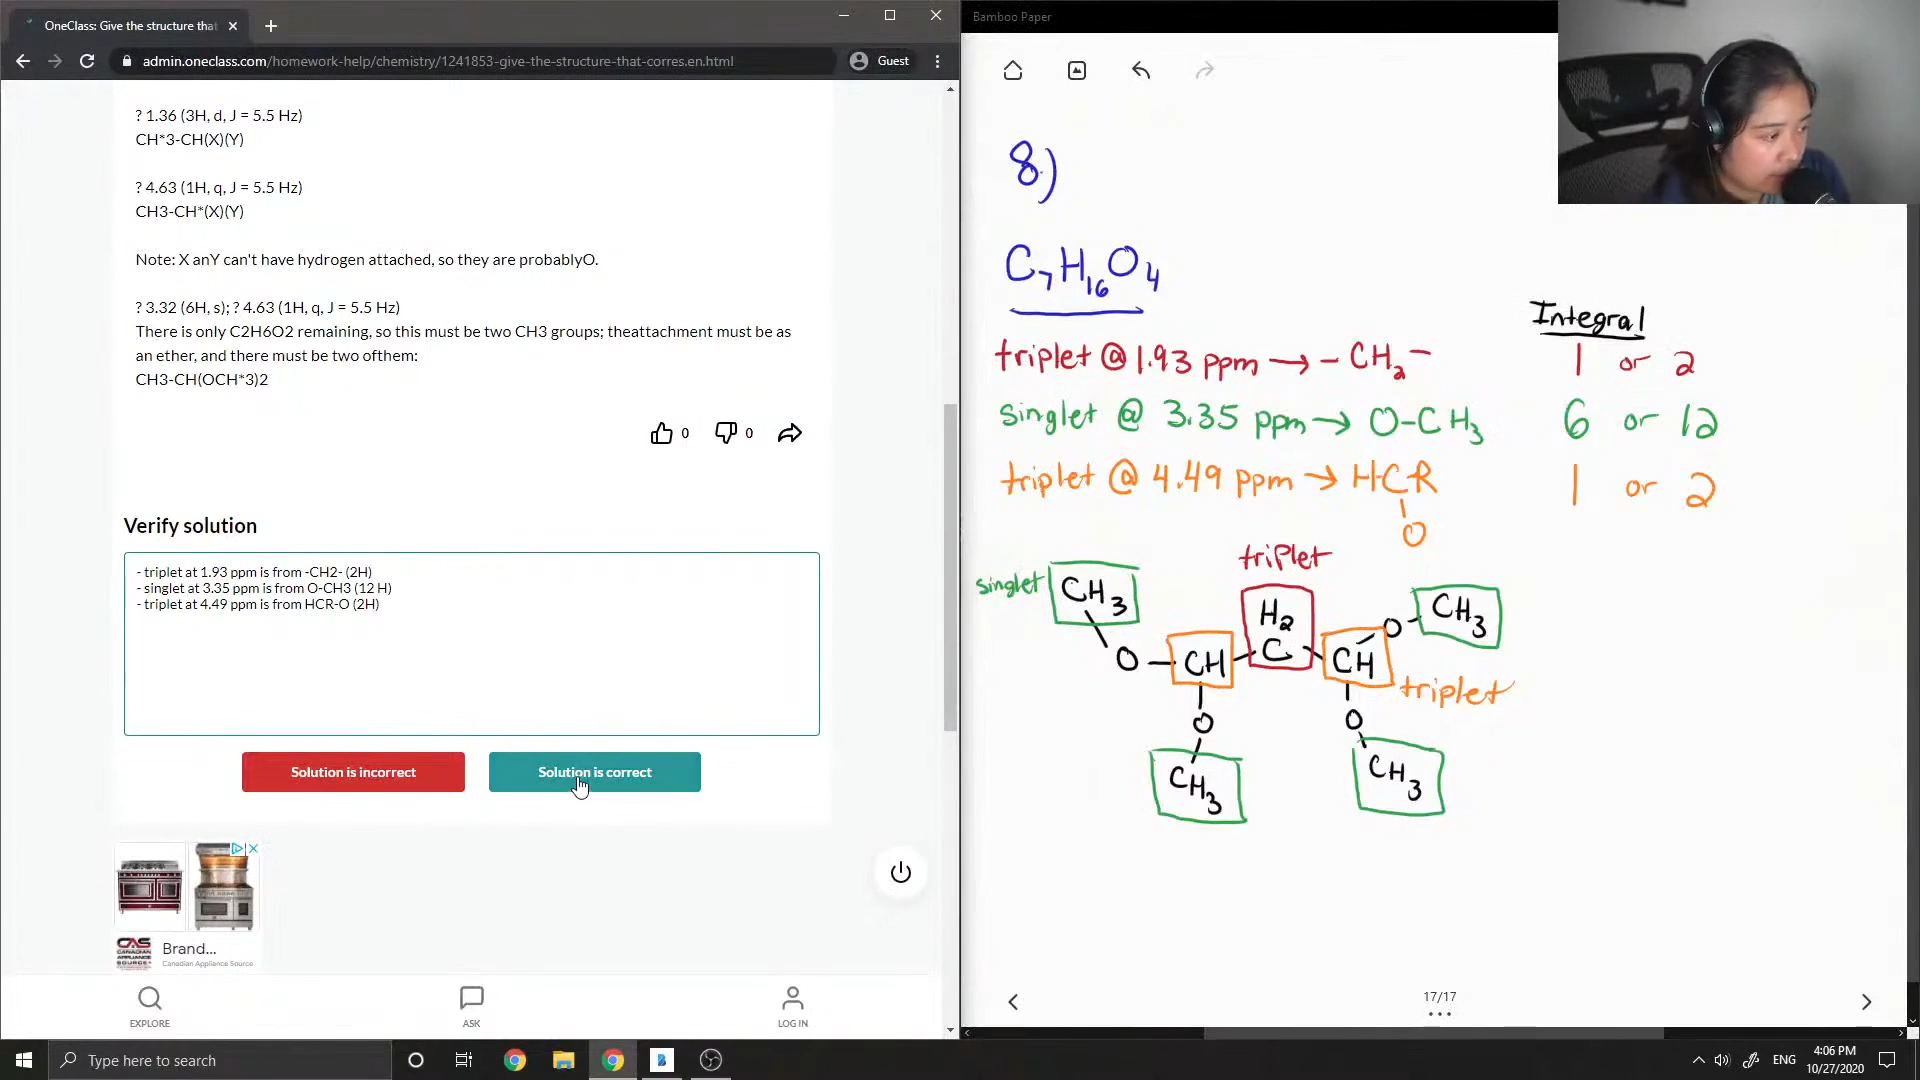 OneClass: Give the structure that
admin.oneclass.com/homework-help/chemistry/1241853-give-the-structure-that-corres.en.html
Guest
? 1.36 (3H, d, J = 5.5 Hz)
CH*3-CH(X)(Y)
? 4.63 (1H, q, J = 5.5 Hz)
CH3-CH*(X)(Y)
Note: X anY can't have hydrogen attached, so they are probablyO.
? 3.32 (6H, s); ? 4.63 (1H, q, J = 5.5 Hz)
There is only C2H6O2 remaining, so this must be two CH3 groups; theattachment must be as
an ether, and there must be two ofthem:
CH3-CH(OCH*3)2
0
0
Verify solution
- triplet at 1.93 ppm is from -CH2- (2H)
- singlet at 3.35 ppm is from O-CH3 (12 H)
- triplet at 4.49 ppm is from HCR-O (2H)
Solution is incorrect
Solution is correct
Brand...
Canadian Appliance Source
CAS
CANADIAN
APPLIANCE
SOURCE
EXPLORE
ASK
LOG IN
Bamboo Paper
8.)
C7H16O4
Integral
triplet @ 1.93 ppm → -CH2- 1 or 2
singlet @ 3.35 ppm → O-CH3 6 or 12
triplet @ 4.49 ppm → HCR 1 or 2
O
triplet
singlet CH3
H2
CH3
O
O CH C CH
triplet
O
O
CH3
CH3
17/17
Type here to search
B
ENG
4:06 PM
10/27/2020